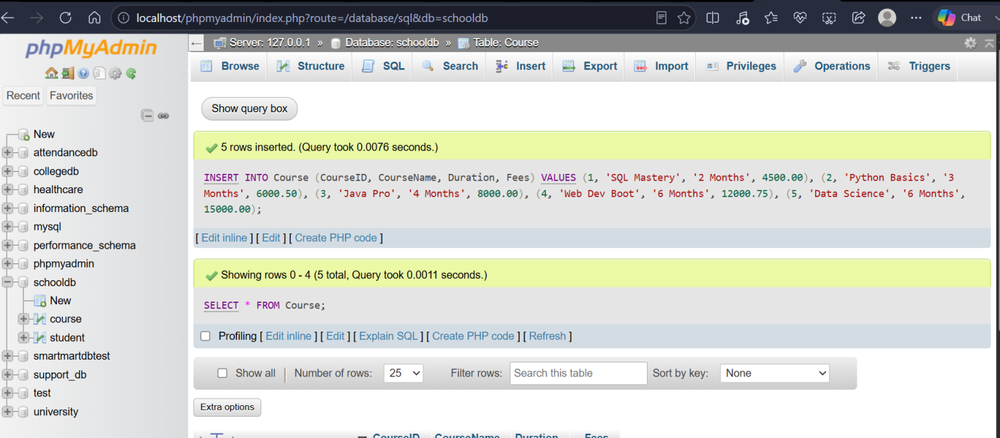 localhost/phpmyadmin/index.php?route=/database/sql&db=schooldb
Chat
phpMyAdmin
Recent Favorites
New
attendancedb
collegedb
healthcare
information_schema
mysql
performance_schema
phpmyadmin
schooldb
New
course
student
smartmartdbtest
support_db
test
university
Server: 127.0.0.1 » Database: schooldb » Table: Course
Browse Structure SQL Search Insert Export Import Privileges Operations Triggers
Show query box
5 rows inserted. (Query took 0.0076 seconds.)
INSERT INTO Course (CourseID, CourseName, Duration, Fees) VALUES (1, 'SQL Mastery', '2 Months', 4500.00), (2, 'Python Basics', '3
Months', 6000.50), (3, 'Java Pro', '4 Months', 8000.00), (4, 'Web Dev Boot', '6 Months', 12000.75), (5, 'Data Science', '6 Months',
15000.00);
[ Edit inline ] [ Edit ] [ Create PHP code ]
Showing rows 0 - 4 (5 total, Query took 0.0011 seconds.)
SELECT * FROM Course;
Profiling [ Edit inline ] [ Edit ] [ Explain SQL ] [ Create PHP code ] [ Refresh ]
Show all Number of rows: 25 Filter rows: Search this table Sort by key: None
Extra options
CourseID CourseName Duration Fees